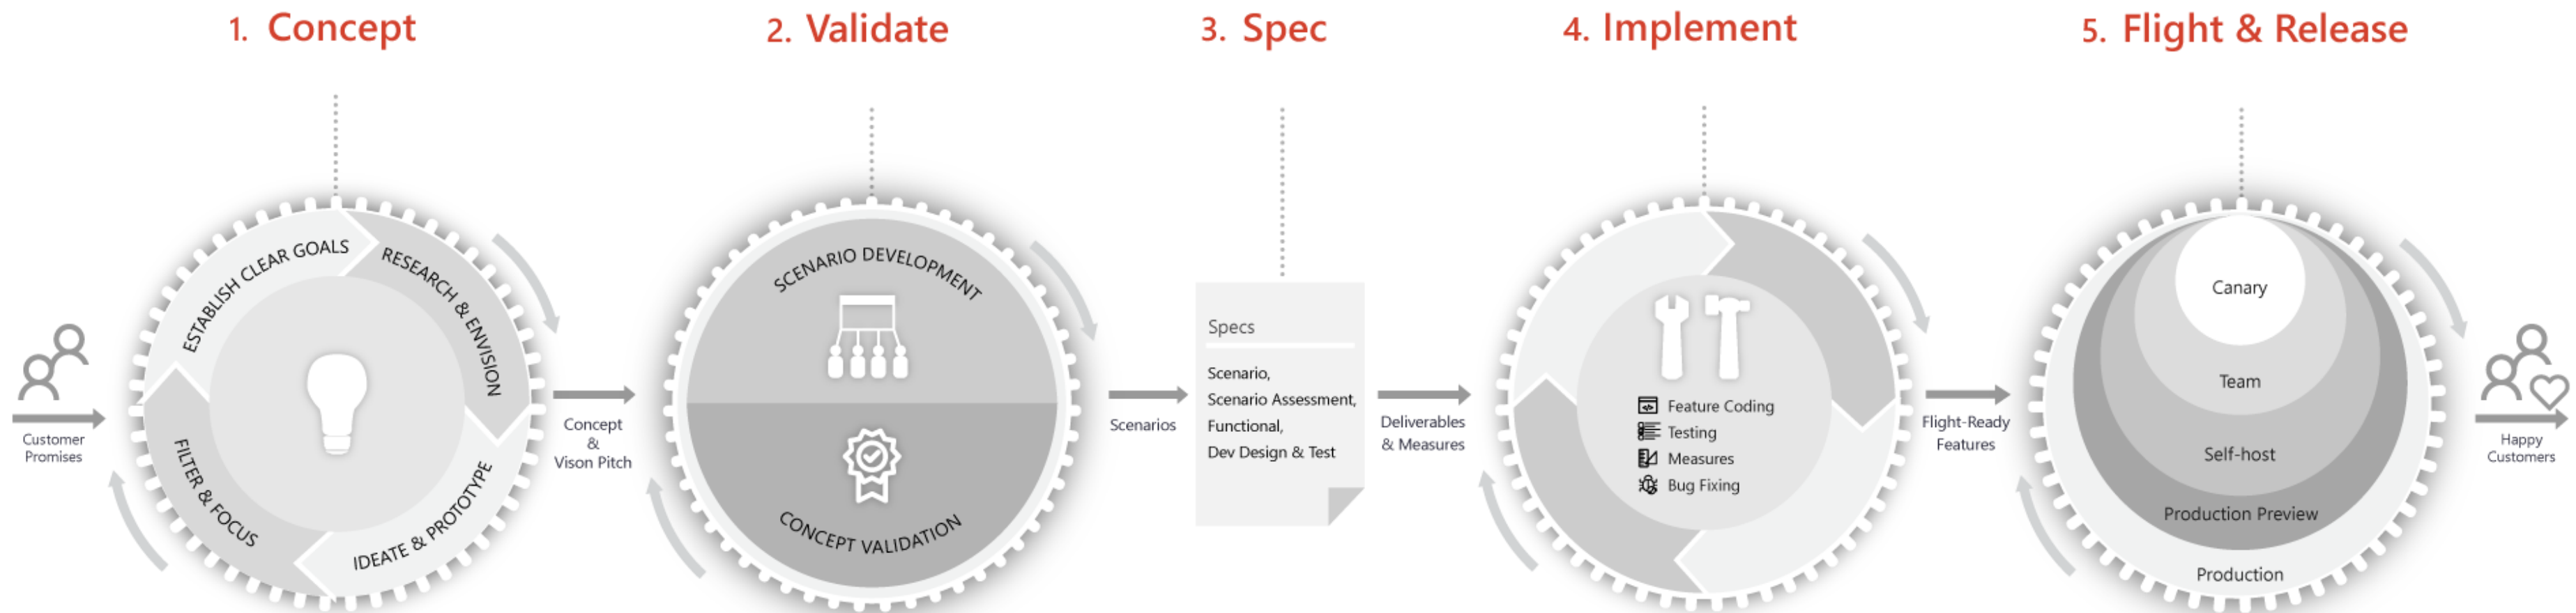 1. Concept
2. Validate
3. Spec
4. Implement
5. Flight & Release
Customer
Promises
ESTABLISH CLEAR GOALS
RESEARCH & ENVISION
IDEATE & PROTOTYPE
FILTER & FOCUS
Concept
&
Vison Pitch
SCENARIO DEVELOPMENT
CONCEPT VALIDATION
Scenarios
Specs
Scenario,
Scenario Assessment,
Functional,
Dev Design & Test
Deliverables
& Measures
Feature Coding
Testing
Measures
Bug Fixing
Flight-Ready
Features
Canary
Team
Self-host
Production Preview
Production
Happy
Customers